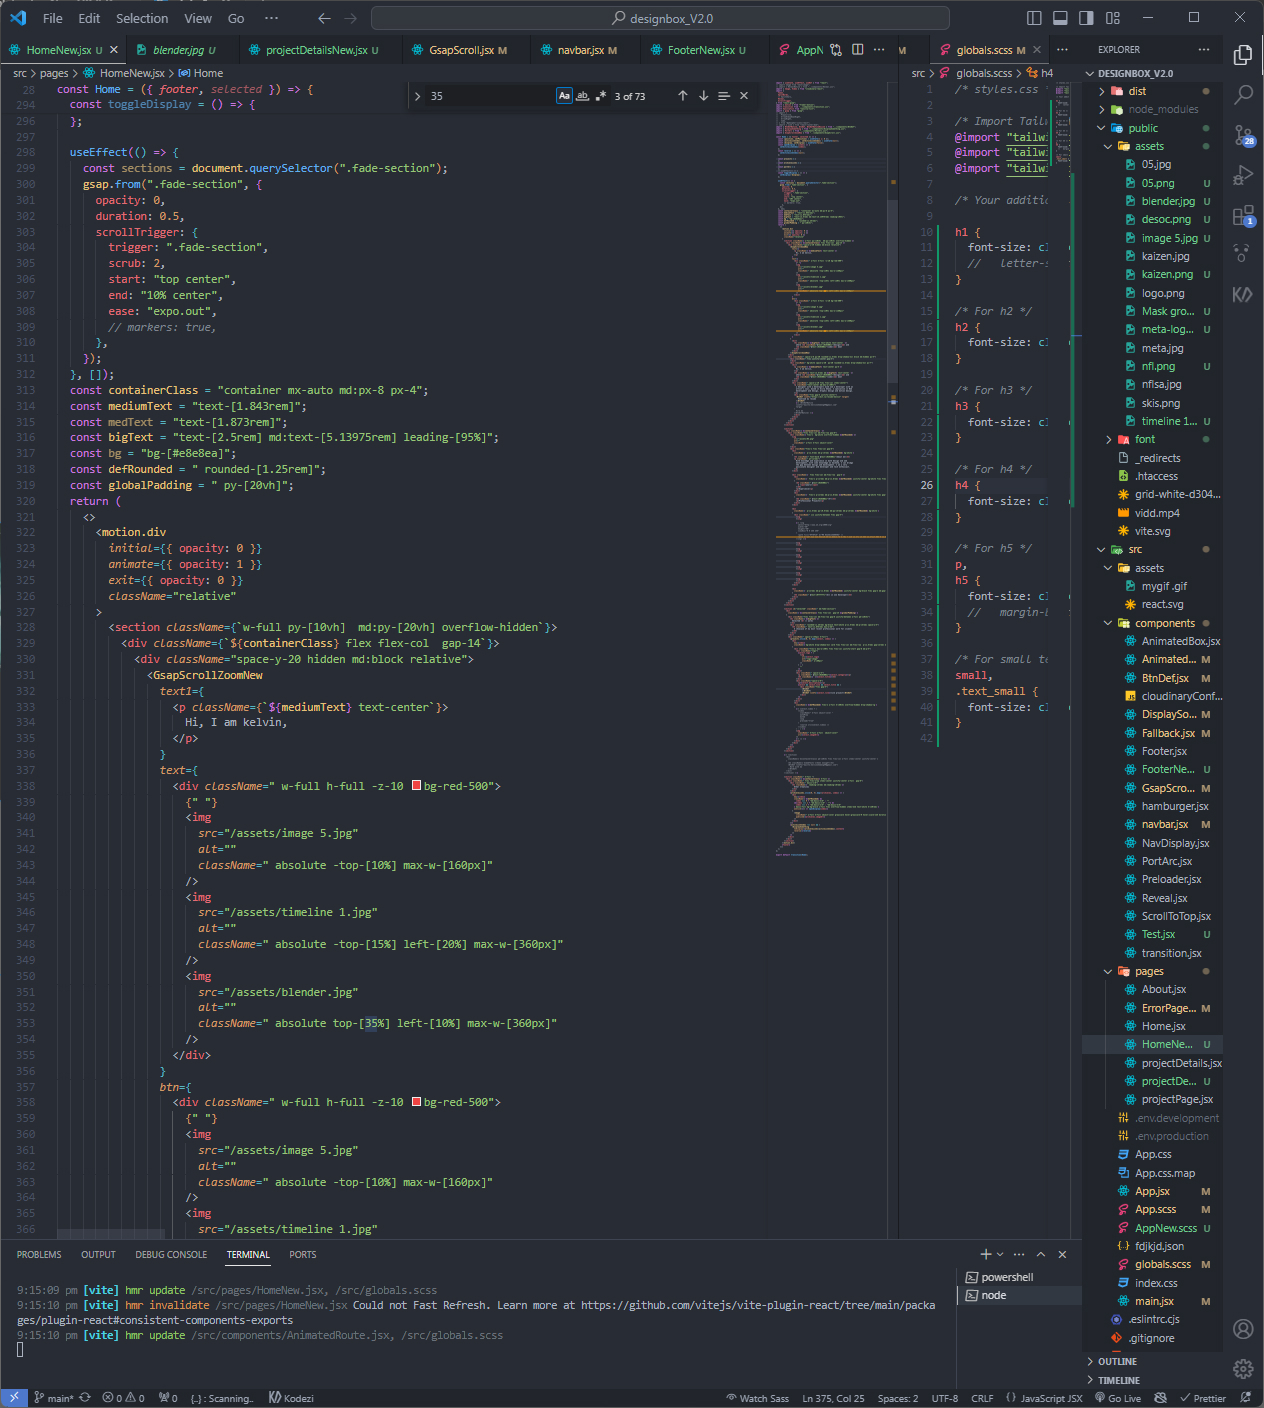 File Edit Selection View Go ··· designbox_V2.0
HomeNew.jsx U
blender.jpg U
projectDetailsNew.jsx U
GsapScroll.jsx M
navbar.jsx M
FooterNew.jsx U
AppN
M
globals.scss M
EXPLORER
src > pages > HomeNew.jsx > Home
src > globals.scss > h4
35
Aa ab .*
3 of 73
28 const Home = ({ footer, selected }) => {
294 const toggleDisplay = () => {
296 };
297
298 useEffect(() => {
299 const sections = document.querySelector(".fade-section");
300 gsap.from(".fade-section", {
301 opacity: 0,
302 duration: 0.5,
303 scrollTrigger: {
304 trigger: ".fade-section",
305 scrub: 2,
306 start: "top center",
307 end: "10% center",
308 ease: "expo.out",
309 // markers: true,
310 },
311 });
312 }, []);
313 const containerClass = "container mx-auto md:px-8 px-4";
314 const mediumText = "text-[1.843rem]";
315 const medText = "text-[1.873rem]";
316 const bigText = "text-[2.5rem] md:text-[5.13975rem] leading-[95%]";
317 const bg = "bg-[#e8e8ea]";
318 const defRounded = " rounded-[1.25rem]";
319 const globalPadding = " py-[20vh]";
320 return (
321 <>
322 <motion.div
323 initial={{ opacity: 0 }}
324 animate={{ opacity: 1 }}
325 exit={{ opacity: 0 }}
326 className="relative"
327 >
328 <section className={`w-full py-[10vh]  md:py-[20vh] overflow-hidden`}>
329 <div className={`${containerClass} flex flex-col  gap-14`}>
330 <div className="space-y-20 hidden md:block relative">
331 <GsapScrollZoomNew
332 text1={
333 <p className={`${mediumText} text-center`}>
334 Hi, I am kelvin,
335 </p>
336 }
337 text={
338 <div className=" w-full h-full -z-10 bg-red-500">
339 {" "}
340 <img
341 src="/assets/image 5.jpg"
342 alt=""
343 className=" absolute -top-[10%] max-w-[160px]"
344 />
345 <img
346 src="/assets/timeline 1.jpg"
347 alt=""
348 className=" absolute -top-[15%] left-[20%] max-w-[360px]"
349 />
350 <img
351 src="/assets/blender.jpg"
352 alt=""
353 className=" absolute top-[35%] left-[10%] max-w-[360px]"
354 />
355 </div>
356 }
357 btn={
358 <div className=" w-full h-full -z-10 bg-red-500">
359 {" "}
360 <img
361 src="/assets/image 5.jpg"
362 alt=""
363 className=" absolute -top-[10%] max-w-[160px]"
364 />
365 <img
366 src="/assets/timeline 1.jpg"
1 /* styles.css
2
3 /* Import Tail
4 @import "tailwi
5 @import "tailwi
6 @import "tailwi
7
8 /* Your additio
9
10 h1 {
11 font-size: cl
12 // letter-s
13 }
14
15 /* For h2 */
16 h2 {
17 font-size: cl
18 }
19
20 /* For h3 */
21 h3 {
22 font-size: cl
23 }
24
25 /* For h4 */
26 h4 {
27 font-size: cl
28 }
29
30 /* For h5 */
31 p,
32 h5 {
33 font-size: cl
34 // margin-b
35 }
36
37 /* For small te
38 small,
39 .text_small {
40 font-size: cl
41 }
42
DESIGNBOX_V2.0
dist
node_modules
public
assets
05.jpg
05.png U
blender.jpg U
desoc.png U
image 5.jpg U
kaizen.jpg
kaizen.png U
logo.png
Mask gro... U
meta-log... U
meta.jpg
nfl.png U
nflsa.jpg
skis.png
timeline 1... U
font
_redirects
.htaccess
grid-white-d304...
vidd.mp4
vite.svg
src
assets
mygif .gif
react.svg
components
AnimatedBox.jsx
Animated... M
BtnDef.jsx M
cloudinaryConf...
DisplaySo... M
Fallback.jsx M
Footer.jsx
FooterNe... U
GsapScro... M
hamburger.jsx
navbar.jsx M
NavDisplay.jsx
PortArc.jsx
Preloader.jsx
Reveal.jsx
ScrollToTop.jsx
Test.jsx U
transition.jsx
pages
About.jsx
ErrorPage... M
Home.jsx
HomeNe... U
projectDetails.jsx
projectDe... U
projectPage.jsx
.env.development
.env.production
App.css
App.css.map
App.jsx M
App.scss M
AppNew.scss U
fdjkjd.json
globals.scss M
index.css
main.jsx M
.eslintrc.cjs
.gitignore
OUTLINE
TIMELINE
28
1
PROBLEMS OUTPUT DEBUG CONSOLE TERMINAL PORTS
powershell
node
9:15:09 pm [vite] hmr update /src/pages/HomeNew.jsx, /src/globals.scss
9:15:10 pm [vite] hmr invalidate /src/pages/HomeNew.jsx Could not Fast Refresh. Learn more at https://github.com/vitejs/vite-plugin-react/tree/main/packa
ges/plugin-react#consistent-components-exports
9:15:10 pm [vite] hmr update /src/components/AnimatedRoute.jsx, /src/globals.scss
main* 0 0 0 {..} : Scanning.. Kodezi Watch Sass Ln 375, Col 25 Spaces: 2 UTF-8 CRLF JavaScript JSX Go Live Prettier